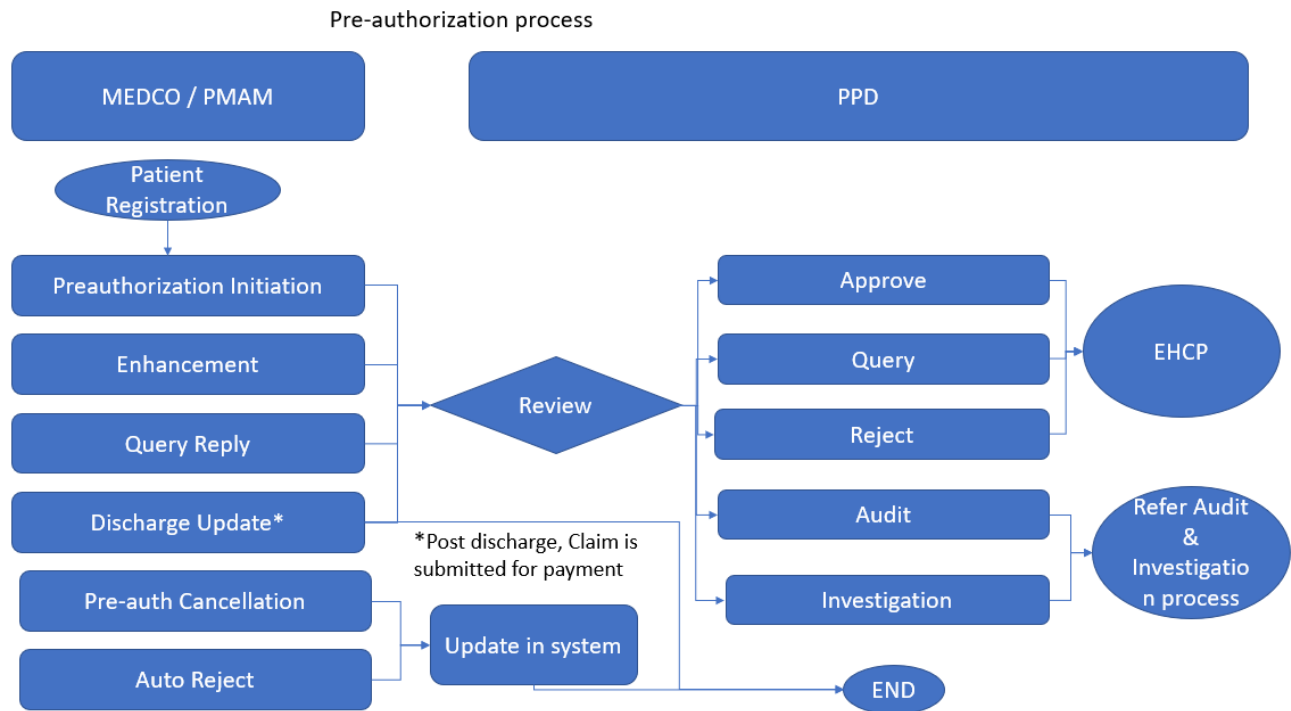 Pre-authorization process
MEDCO / PMAM
PPD
Patient
Registration
Preauthorization Initiation
Approve
Enhancement
Query
EHCP
Review
Query Reply
Reject
Discharge Update*
*Post discharge, Claim is
submitted for payment
Audit
Refer Audit
&
Investigatio
n process
Pre-auth Cancellation
Update in system
Investigation
Auto Reject
END